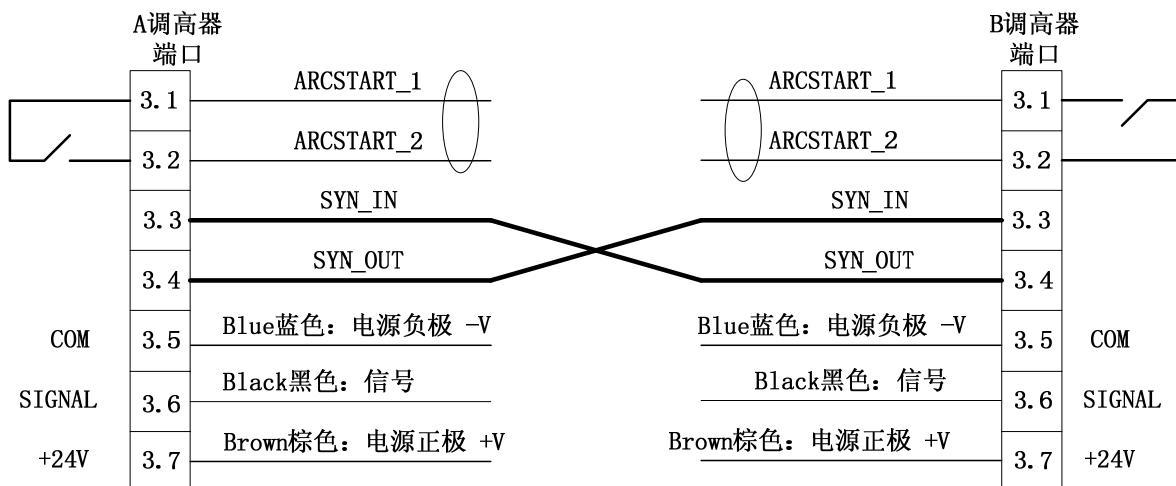 A调高器
端口
B调高器
端口
3.1
ARCSTART_1
ARCSTART_1
3.1
3.2
ARCSTART_2
ARCSTART_2
3.2
3.3
SYN_IN
SYN_IN
3.3
3.4
SYN_OUT
SYN_OUT
3.4
COM
3.5
Blue蓝色：电源负极 -V
Blue蓝色：电源负极 -V
3.5
COM
SIGNAL
3.6
Black黑色：信号
Black黑色：信号
3.6
SIGNAL
+24V
3.7
Brown棕色：电源正极 +V
Brown棕色：电源正极 +V
3.7
+24V